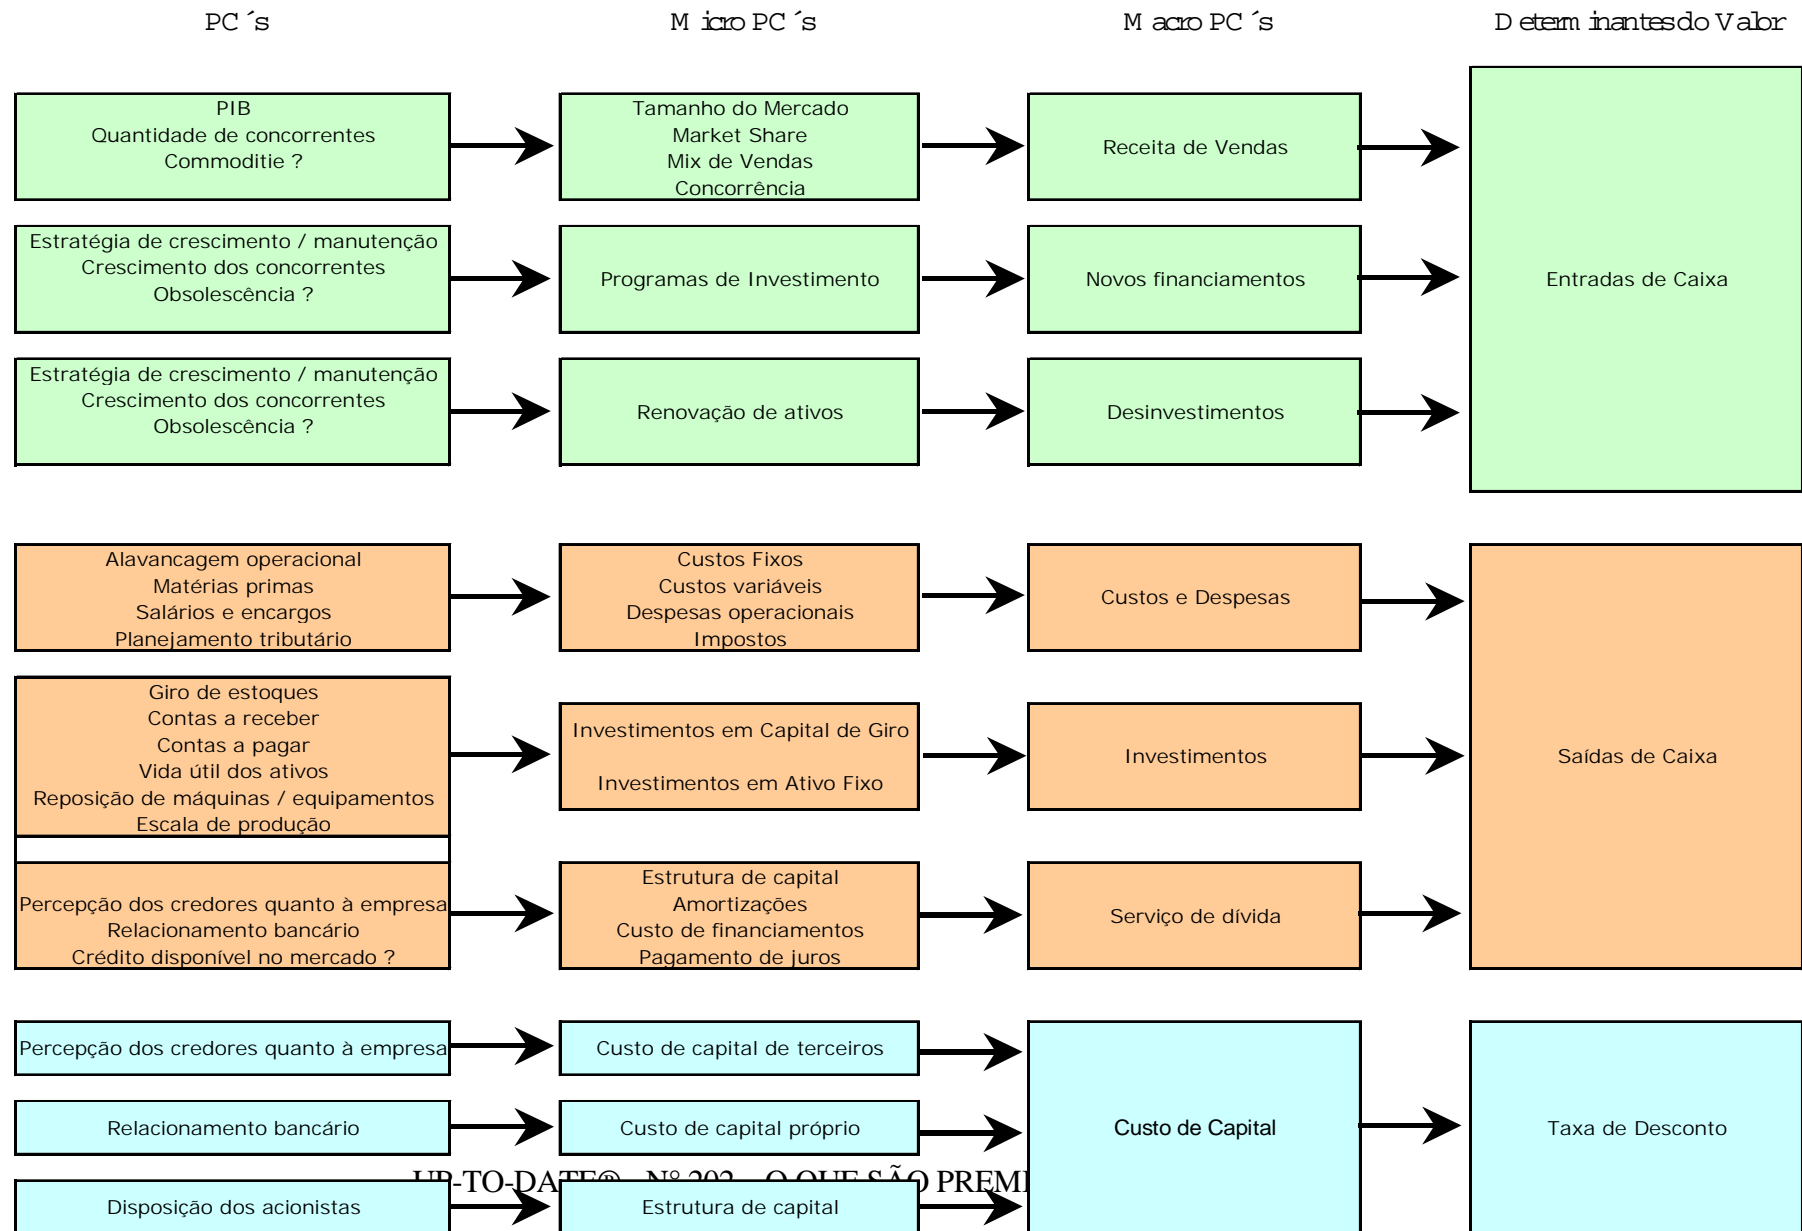 PC´s
Micro PC´s
Macro PC´s
Determinantes do Valor
PIB
Quantidade de concorrentes
Commoditie ?
Tamanho do Mercado
Market Share
Mix de Vendas
Concorrência
Receita de Vendas
Estratégia de crescimento / manutenção
Crescimento dos concorrentes
Obsolescência ?
Programas de Investimento
Novos financiamentos
Entradas de Caixa
Estratégia de crescimento / manutenção
Crescimento dos concorrentes
Obsolescência ?
Renovação de ativos
Desinvestimentos
Alavancagem operacional
Matérias primas
Salários e encargos
Planejamento tributário
Custos Fixos
Custos variáveis
Despesas operacionais
Impostos
Custos e Despesas
Giro de estoques
Contas a receber
Contas a pagar
Vida útil dos ativos
Reposição de máquinas / equipamentos
Escala de produção
Investimentos em Capital de Giro
Investimentos em Ativo Fixo
Investimentos
Saídas de Caixa
Percepção dos credores quanto à empresa
Relacionamento bancário
Crédito disponível no mercado ?
Estrutura de capital
Amortizações
Custo de financiamentos
Pagamento de juros
Serviço de dívida
Percepção dos credores quanto à empresa
Custo de capital de terceiros
Relacionamento bancário
Custo de capital próprio
Custo de Capital
Taxa de Desconto
UP-TO-DATE® - N° 202 - O QUE SÃO PREMI
Disposição dos acionistas
Estrutura de capital